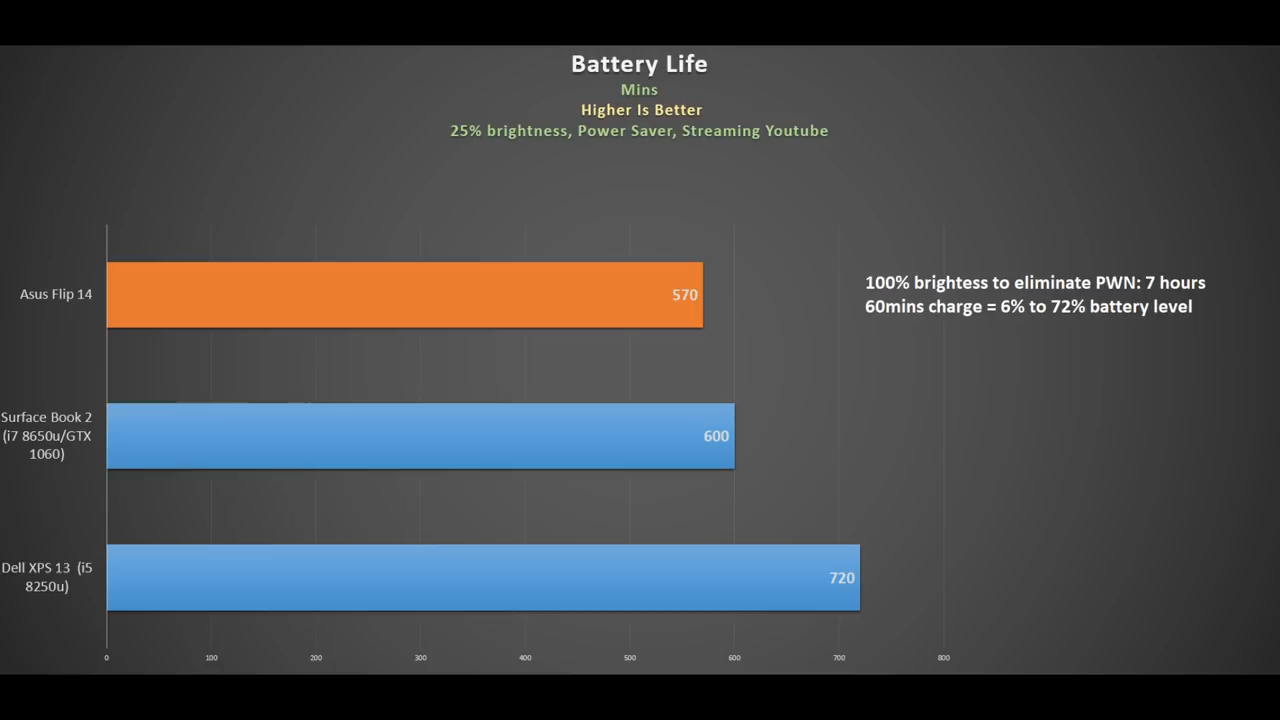 Battery Life
Mins
Higher Is Better
25% brightness, Power Saver, Streaming Youtube
Asus Flip 14
570
100% brightess to eliminate PWN: 7 hours
60mins charge = 6% to 72% battery level
Surface Book 2
(i7 8650u/GTX
1060)
600
Dell XPS 13 (i5
8250u)
720
0 100 200 300 400 500 600 700 800